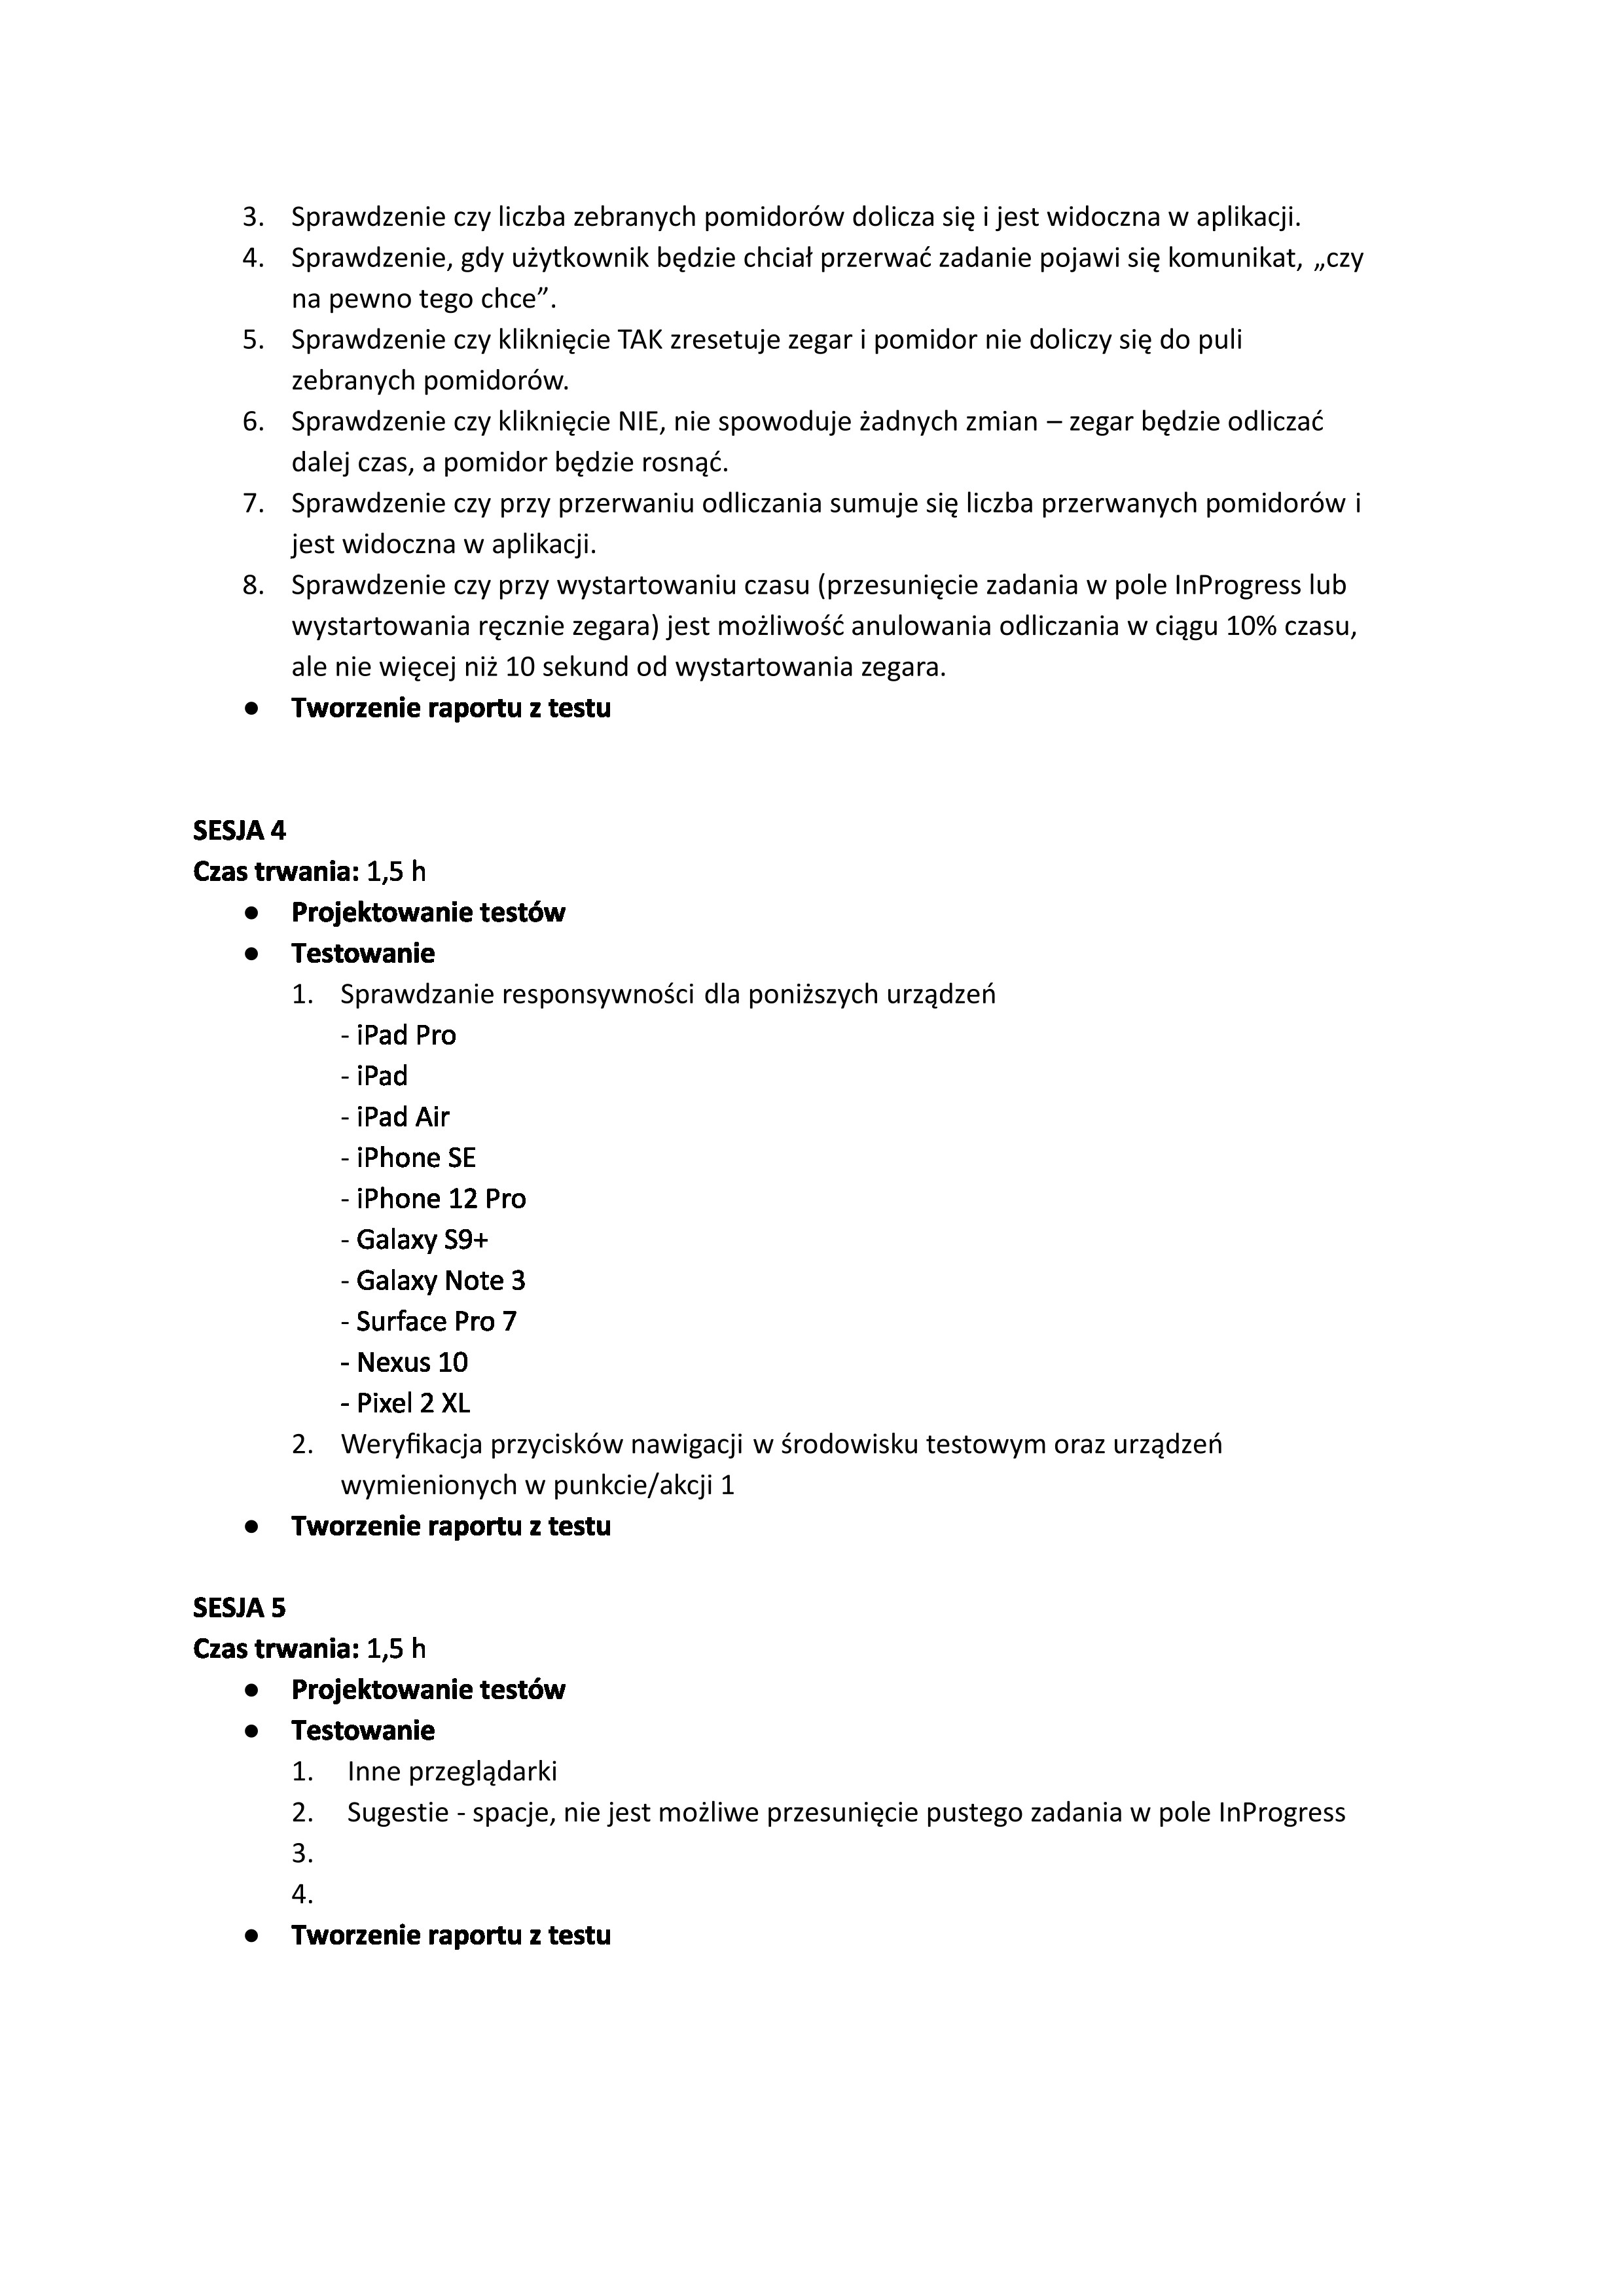 3. Sprawdzenie czy liczba zebranych pomidorów dolicza się i jest widoczna w aplikacji.
4. Sprawdzenie, gdy użytkownik będzie chciał przerwać zadanie pojawi się komunikat, „czy
na pewno tego chce”.
5. Sprawdzenie czy kliknięcie TAK zresetuje zegar i pomidor nie doliczy się do puli
zebranych pomidorów.
6. Sprawdzenie czy kliknięcie NIE, nie spowoduje żadnych zmian – zegar będzie odliczać
dalej czas, a pomidor będzie rosnąć.
7. Sprawdzenie czy przy przerwaniu odliczania sumuje się liczba przerwanych pomidorów i
jest widoczna w aplikacji.
8. Sprawdzenie czy przy wystartowaniu czasu (przesunięcie zadania w pole InProgress lub
wystartowania ręcznie zegara) jest możliwość anulowania odliczania w ciągu 10% czasu,
ale nie więcej niż 10 sekund od wystartowania zegara.
● Tworzenie raportu z testu
SESJA 4
Czas trwania: 1,5 h
● Projektowanie testów
● Testowanie
1. Sprawdzanie responsywności dla poniższych urządzeń
- iPad Pro
- iPad
- iPad Air
- iPhone SE
- iPhone 12 Pro
- Galaxy S9+
- Galaxy Note 3
- Surface Pro 7
- Nexus 10
- Pixel 2 XL
2. Weryfikacja przycisków nawigacji w środowisku testowym oraz urządzeń
wymienionych w punkcie/akcji 1
● Tworzenie raportu z testu
SESJA 5
Czas trwania: 1,5 h
● Projektowanie testów
● Testowanie
1. Inne przeglądarki
2. Sugestie - spacje, nie jest możliwe przesunięcie pustego zadania w pole InProgress
3.
4.
● Tworzenie raportu z testu